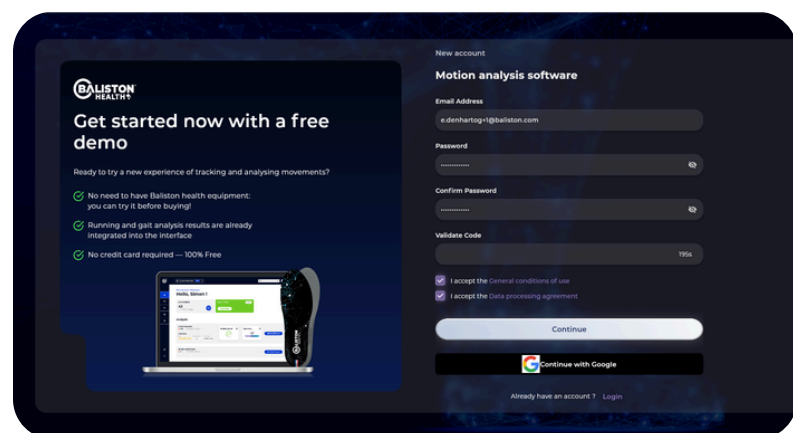 BALISTON
HEALTH
Get started now with a free
demo
Ready to try a new experience of tracking and analysing movements?
No need to have Baliston health equipment:
you can try it before buying!
Running and gait analysis results are already
integrated into the interface
No credit card required — 100% Free
Hello, Simon !
BALISTON
New account
Motion analysis software
Email Address
e.denhartog+1@baliston.com
Password
Confirm Password
Validate Code
195s
I accept the General conditions of use
I accept the Data processing agreement
Continue
Continue with Google
Already have an account ? Login